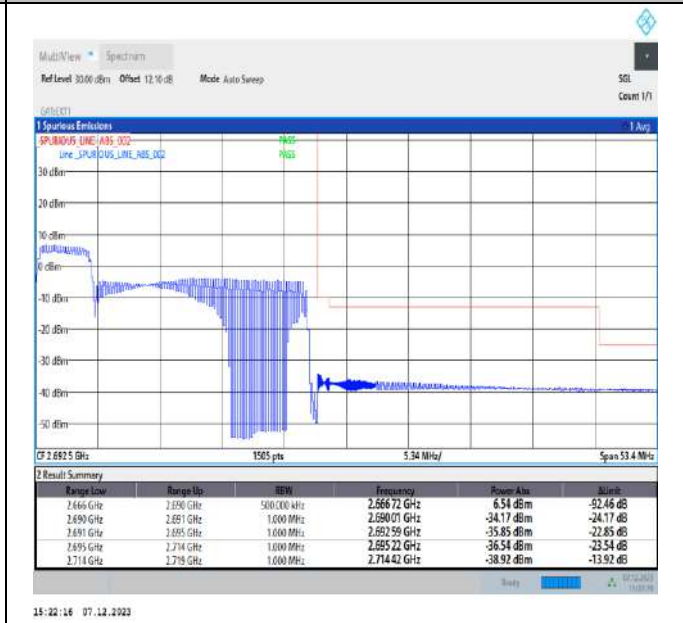 MultiView Spectrum
Ref Level 30.00 dBm Offset 12.10 dB Mode Auto Sweep SGL
Count 1/1
1 Spurious Emissions 1 Avg
SPURIOUS_LINE_ABS_002 PASS
Line _SPURIOUS_LINE_ABS_002 PASS
30 dBm
20 dBm
10 dBm
0 dBm
-10 dBm
-20 dBm
-30 dBm
-40 dBm
-50 dBm
CF 2.6925 GHz 1505 pts 5.34 MHz/ Span 53.4 MHz
2 Result Summary
Range Low Range Up RBW Frequency Power Abs ΔLimit
2.666 GHz 2.690 GHz 500.000 kHz 2.66672 GHz 6.54 dBm -92.46 dB
2.690 GHz 2.691 GHz 1.000 MHz 2.69001 GHz -34.17 dBm -24.17 dB
2.691 GHz 2.695 GHz 1.000 MHz 2.69259 GHz -35.85 dBm -22.85 dB
2.695 GHz 2.714 GHz 1.000 MHz 2.69522 GHz -36.54 dBm -23.54 dB
2.714 GHz 2.719 GHz 1.000 MHz 2.71442 GHz -38.92 dBm -13.92 dB
Ready
15:22:16 07.12.2023